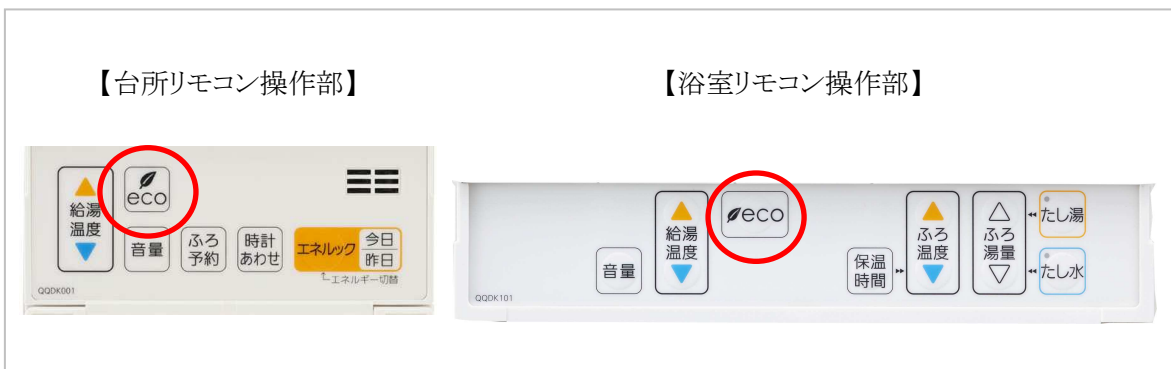 【台所リモコン操作部】
【浴室リモコン操作部】
eco
給湯
温度
音量
ふろ
予約
時計
あわせ
エネルック
今日
昨日
エネルギー切替
QQDK001
eco
給湯
温度
音量
保温
時間
ふろ
温度
ふろ
湯量
たし湯
たし水
QQDK101